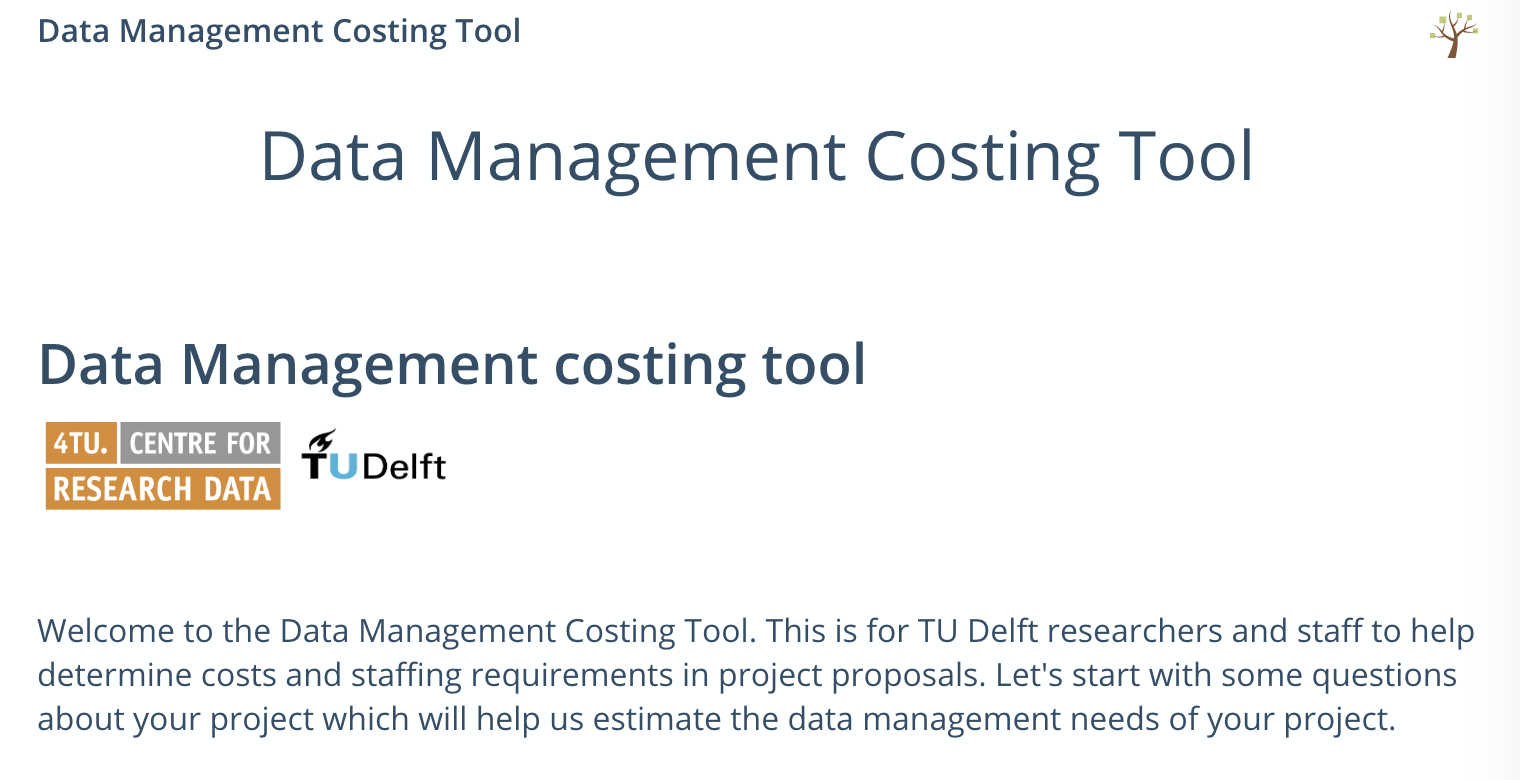 Data Management Costing Tool
Data Management Costing Tool
Data Management costing tool
4TU. CENTRE FOR
RESEARCH DATA
TU Delft
Welcome to the Data Management Costing Tool. This is for TU Delft researchers and staff to help
determine costs and staffing requirements in project proposals. Let's start with some questions
about your project which will help us estimate the data management needs of your project.